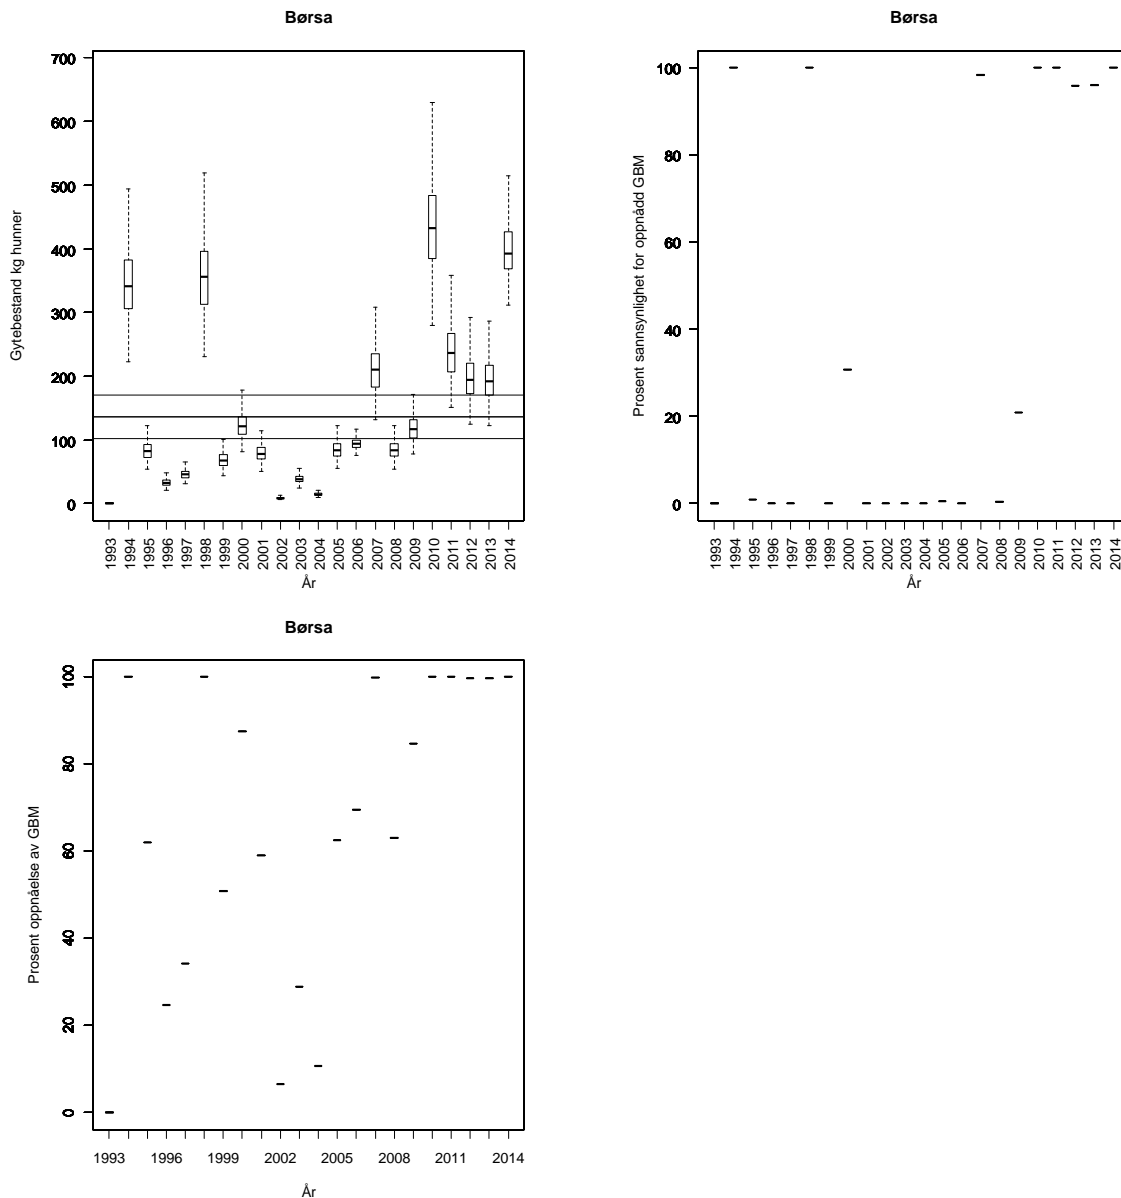 Børsa
Gytebestand kg hunner
700
600
500
400
300
200
100
0
1993 1994 1995 1996 1997 1998 1999 2000 2001 2002 2003 2004 2005 2006 2007 2008 2009 2010 2011 2012 2013 2014
År
Børsa
Prosent sannsynlighet for oppnådd GBM
100
80
60
40
20
0
1993 1994 1995 1996 1997 1998 1999 2000 2001 2002 2003 2004 2005 2006 2007 2008 2009 2010 2011 2012 2013 2014
År
Børsa
Prosent oppnåelse av GBM
100
80
60
40
20
0
1993 1996 1999 2002 2005 2008 2011 2014
År